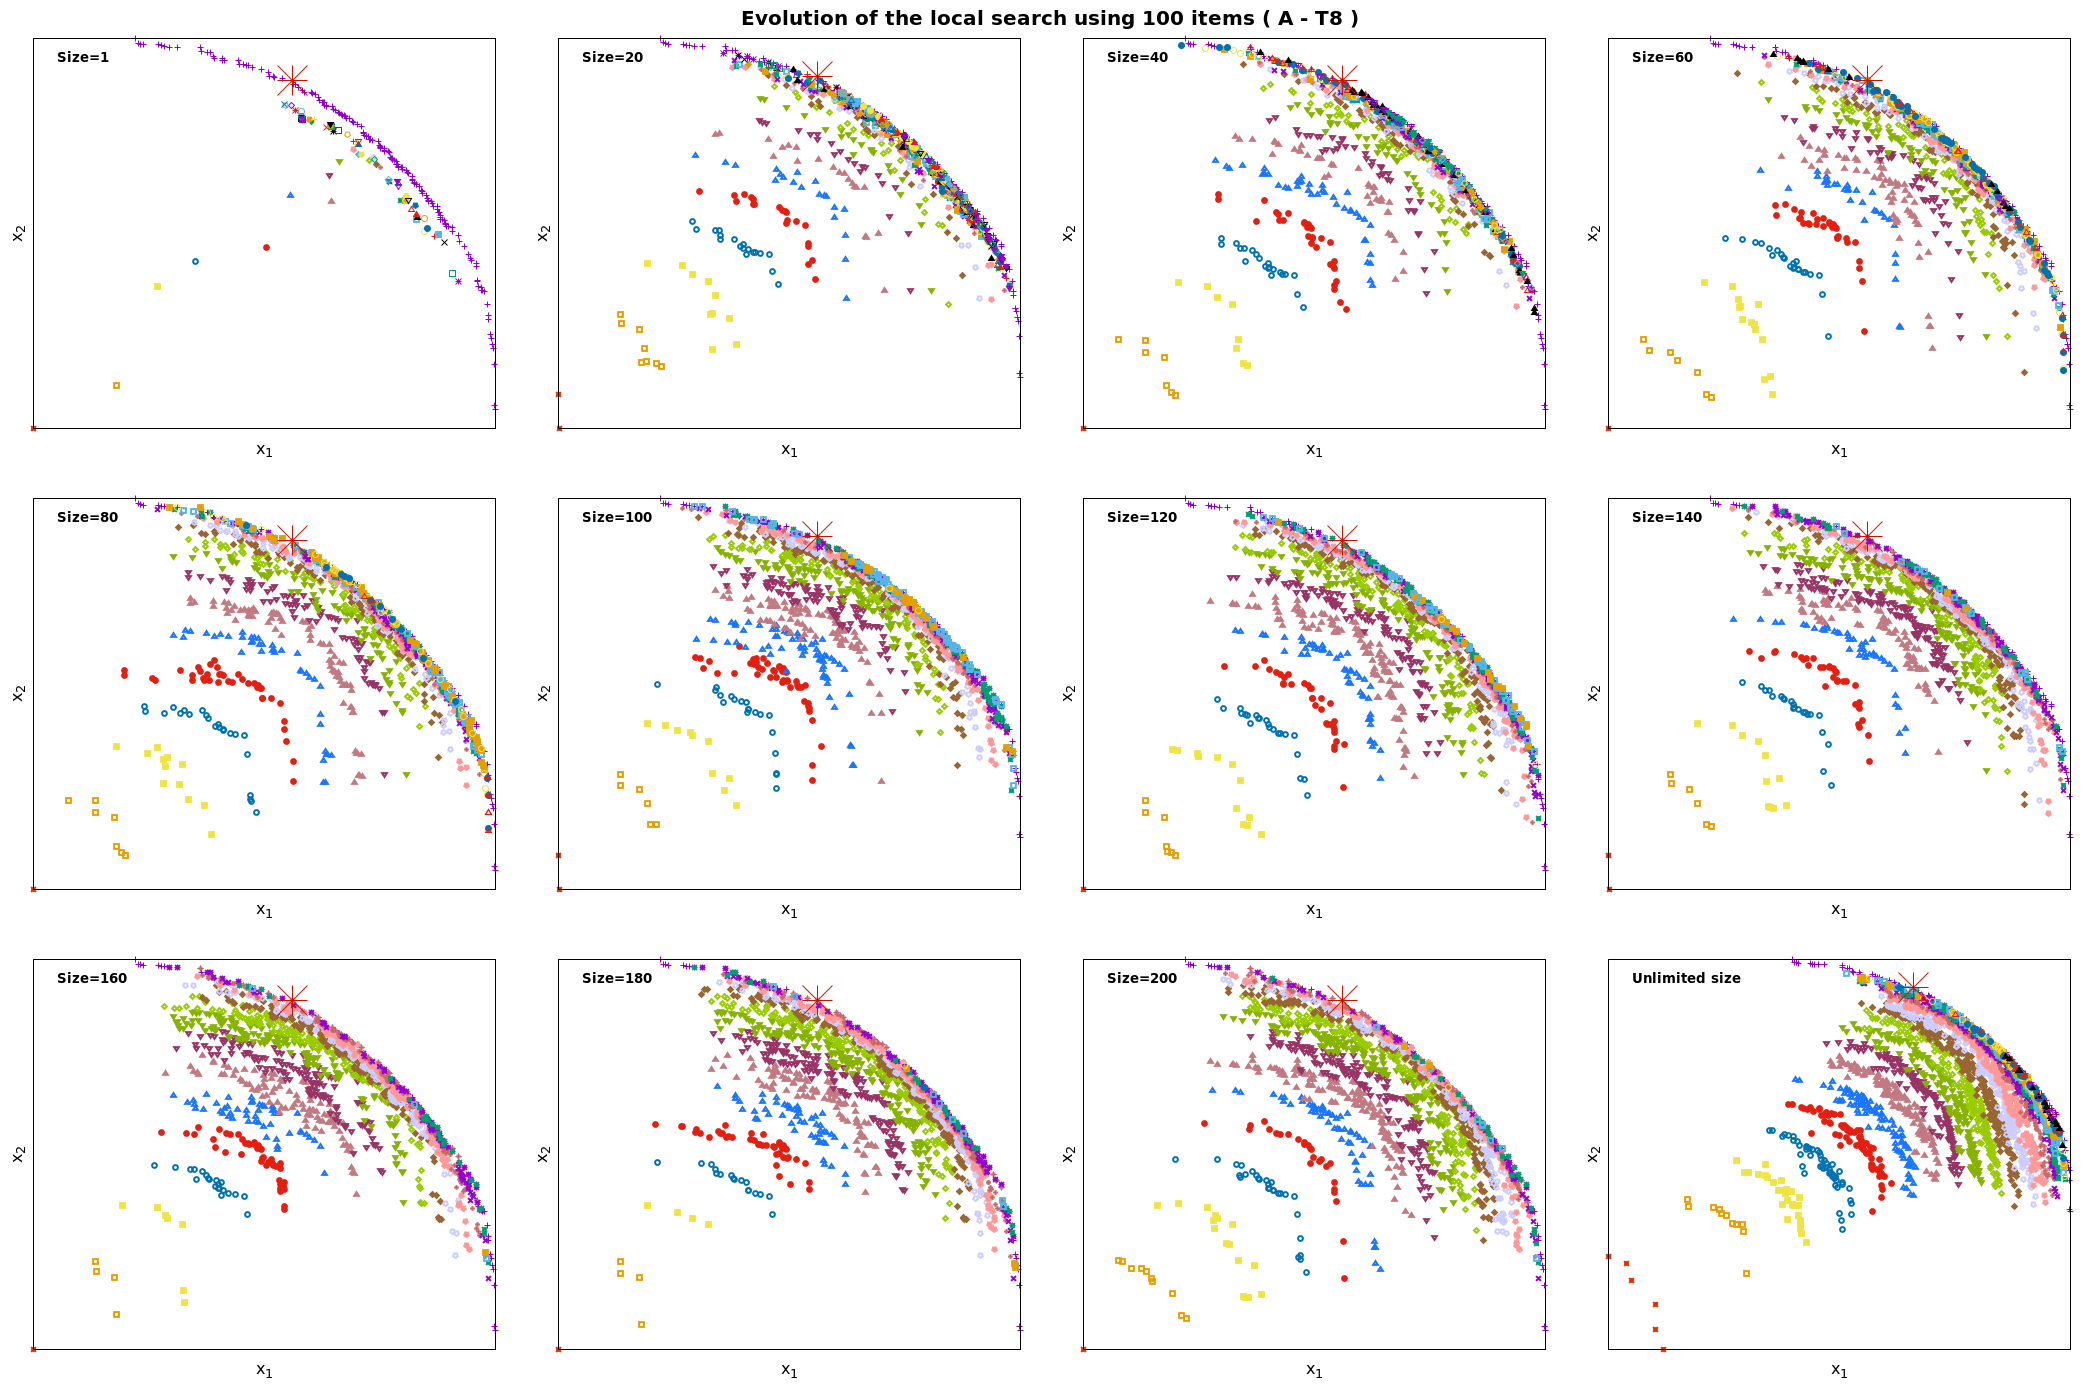 Evolution of the local search using 100 items ( A - T8 )
Size=1
x2
x1
Size=20
x2
x1
Size=40
x2
x1
Size=60
x2
x1
Size=80
x2
x1
Size=100
x2
x1
Size=120
x2
x1
Size=140
x2
x1
Size=160
x2
x1
Size=180
x2
x1
Size=200
x2
x1
Unlimited size
x2
x1